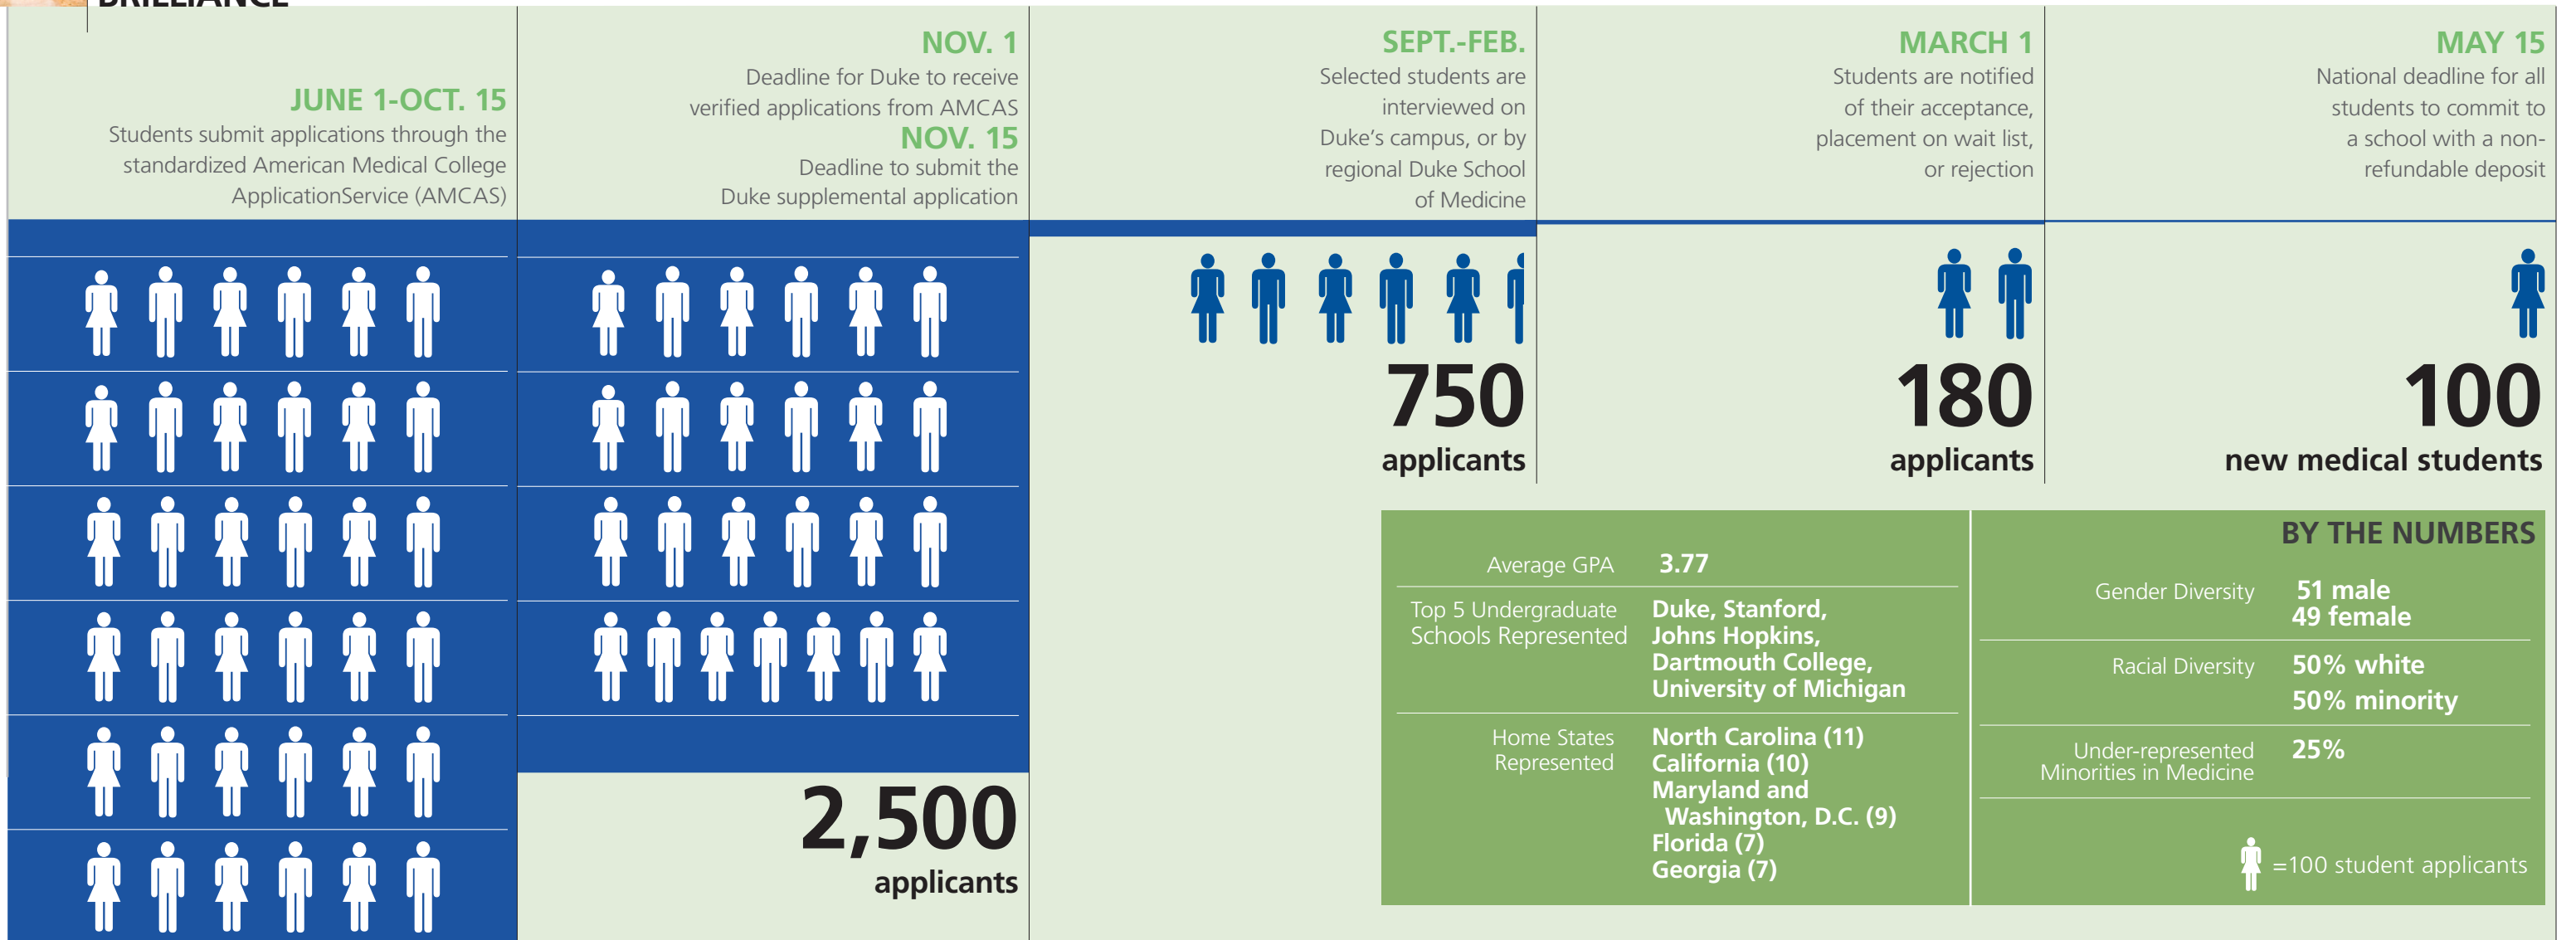 BRILLIANCE
JUNE 1-OCT. 15
Students submit applications through the
standardized American Medical College
ApplicationService (AMCAS)
NOV. 1
Deadline for Duke to receive
verified applications from AMCAS
NOV. 15
Deadline to submit the
Duke supplemental application
2,500
applicants
SEPT.-FEB.
Selected students are
interviewed on
Duke's campus, or by
regional Duke School
of Medicine
750
applicants
MARCH 1
Students are notified
of their acceptance,
placement on wait list,
or rejection
180
applicants
MAY 15
National deadline for all
students to commit to
a school with a non-
refundable deposit
100
new medical students
Average GPA 3.77
Top 5 Undergraduate
Schools Represented
Duke, Stanford,
Johns Hopkins,
Dartmouth College,
University of Michigan
Home States
Represented
North Carolina (11)
California (10)
Maryland and
Washington, D.C. (9)
Florida (7)
Georgia (7)
BY THE NUMBERS
Gender Diversity
51 male
49 female
Racial Diversity
50% white
50% minority
Under-represented
Minorities in Medicine
25%
=100 student applicants